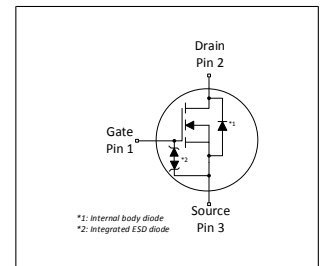 Drain
Pin 2
*1
Gate
Pin 1
*2
Source
Pin 3
*1: Internal body diode
*2: Integrated ESD diode